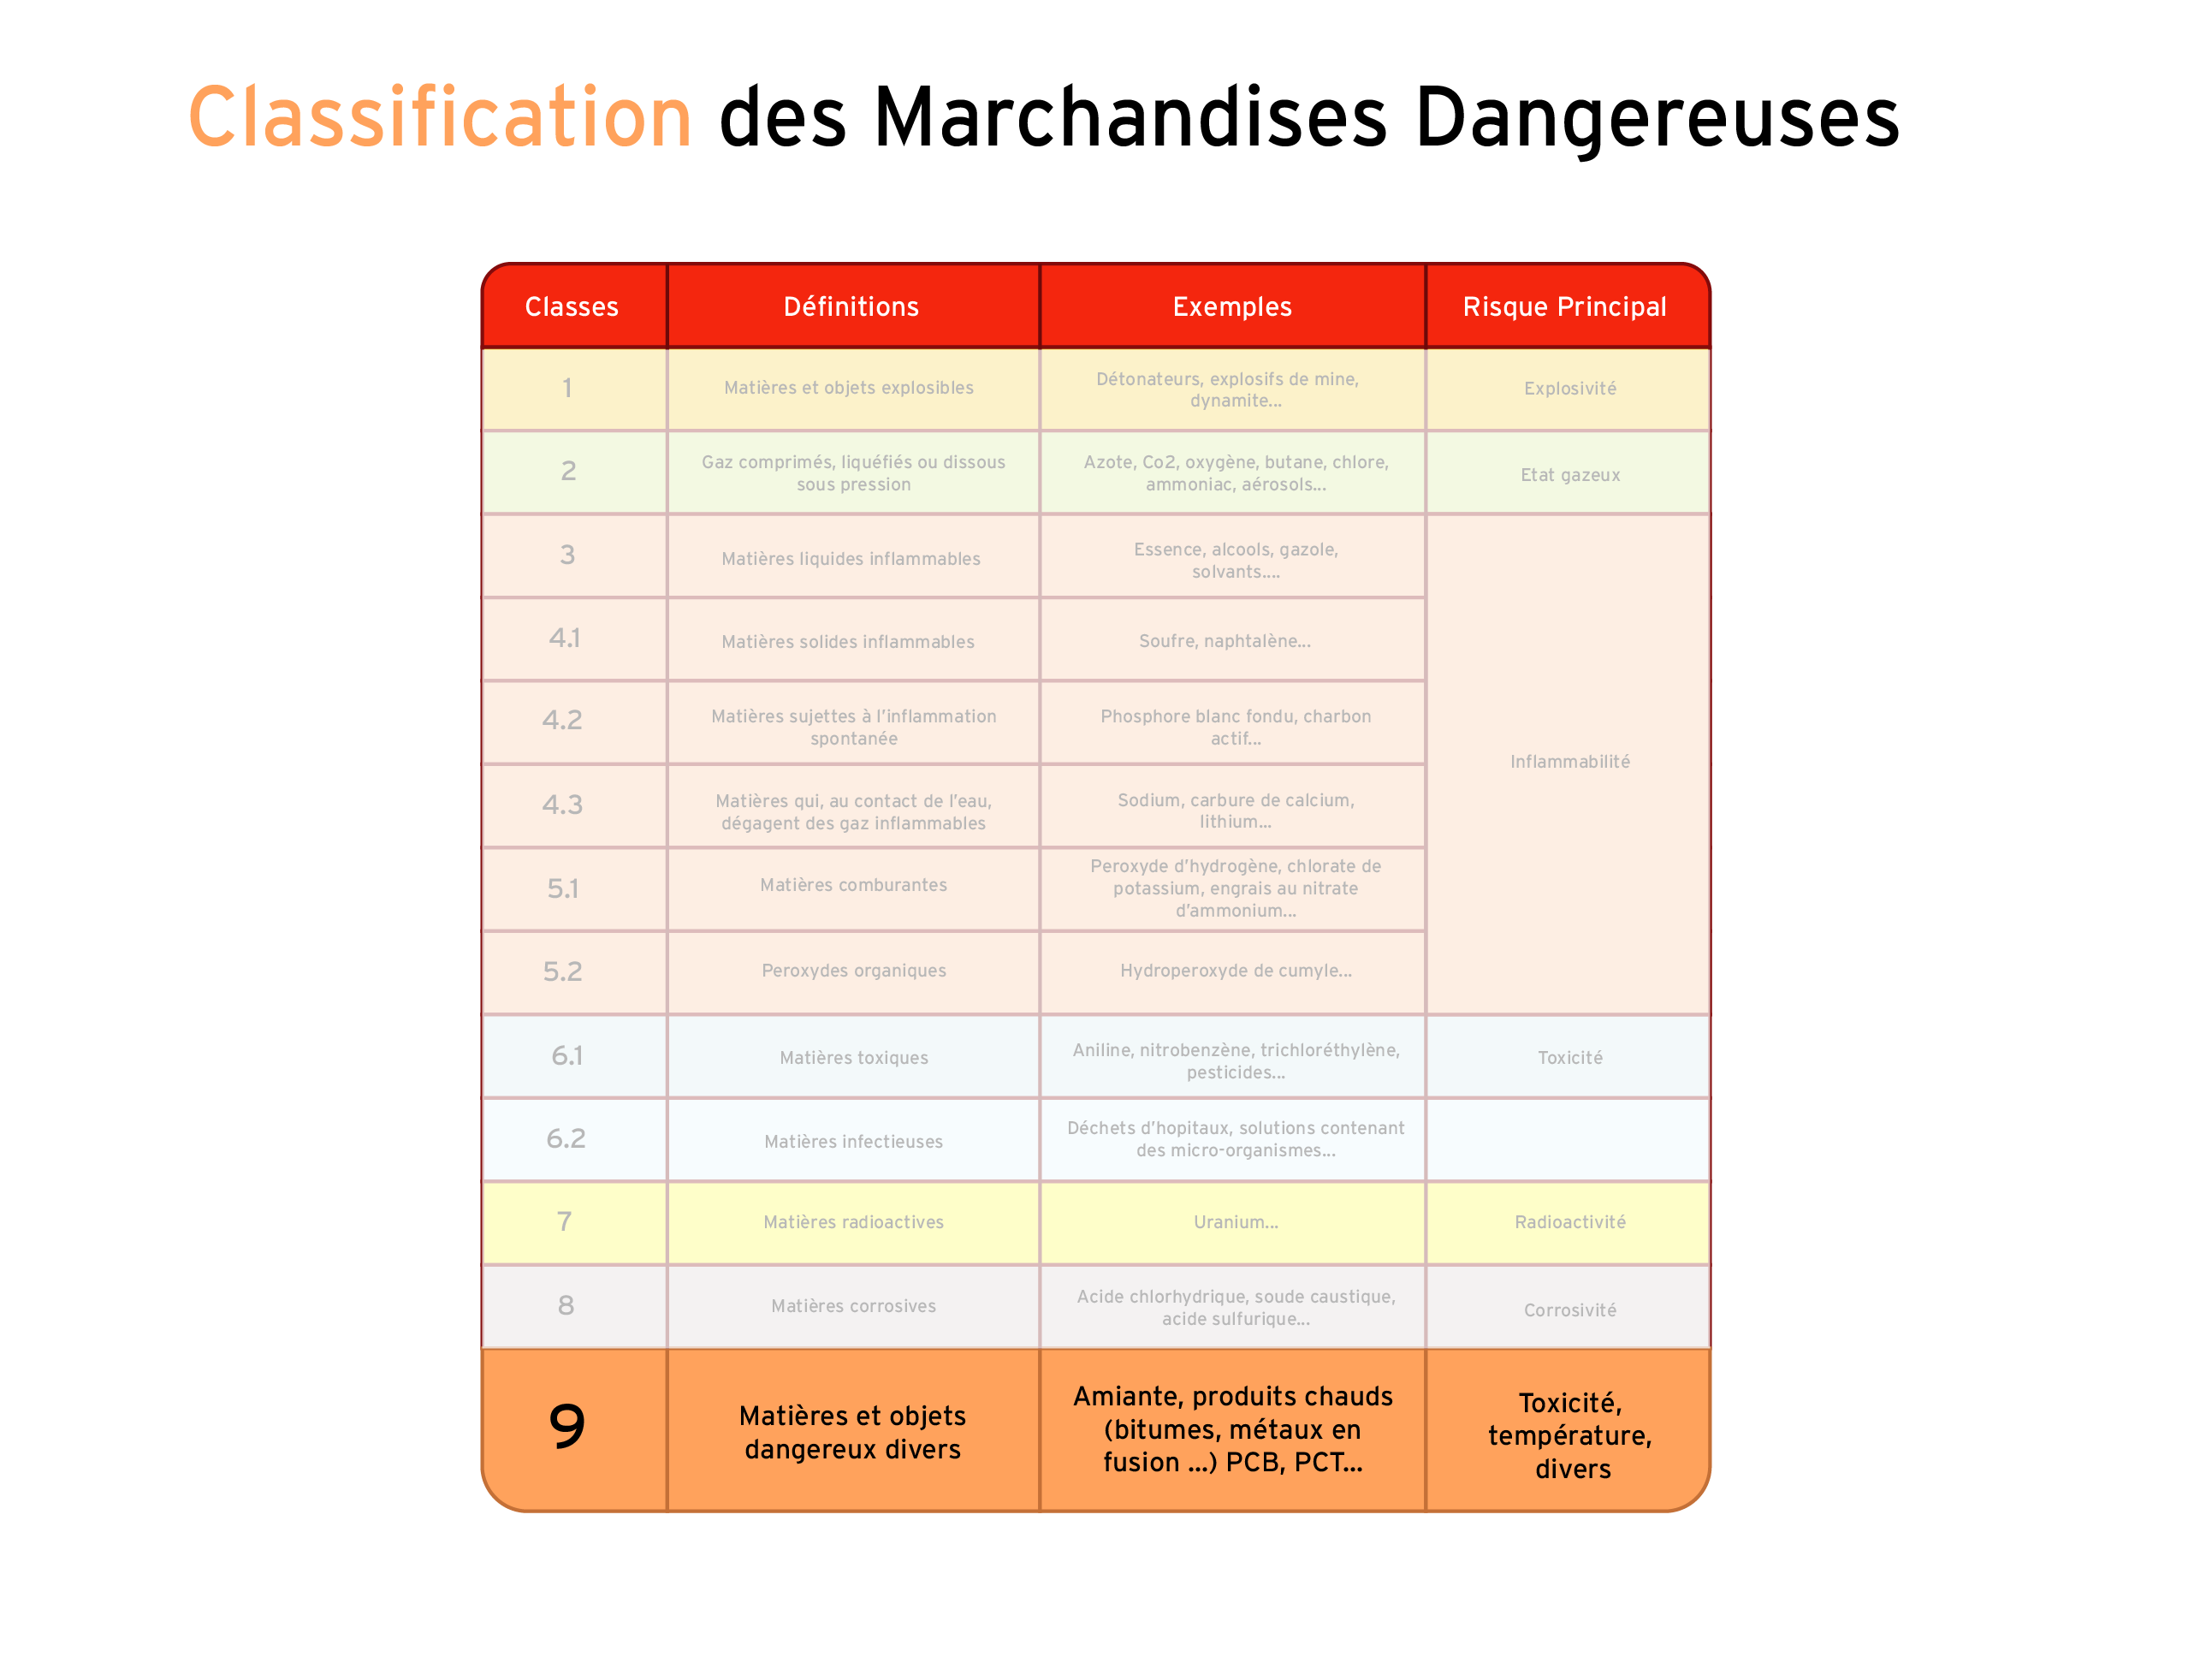 Classification des Marchandises Dangereuses
Classes
Définitions
Exemples
Risque Principal
1
Matières et objets explosibles
Détonateurs, explosifs de mine,
dynamite...
Explosivité
2
Gaz comprimés, liquéfiés ou dissous
sous pression
Azote, Co2, oxygène, butane, chlore,
ammoniac, aérosols...
Etat gazeux
3
Matières liquides inflammables
Essence, alcools, gazole,
solvants....
4.1
Matières solides inflammables
Soufre, naphtalène...
4.2
Matières sujettes à l'inflammation
spontanée
Phosphore blanc fondu, charbon
actif...
Inflammabilité
4.3
Matières qui, au contact de l'eau,
dégagent des gaz inflammables
Sodium, carbure de calcium,
lithium...
5.1
Matières comburantes
Peroxyde d'hydrogène, chlorate de
potassium, engrais au nitrate
d'ammonium...
5.2
Peroxydes organiques
Hydroperoxyde de cumyle...
6.1
Matières toxiques
Aniline, nitrobenzène, trichloréthylène,
pesticides...
Toxicité
6.2
Matières infectieuses
Déchets d'hopitaux, solutions contenant
des micro-organismes...
7
Matières radioactives
Uranium...
Radioactivité
8
Matières corrosives
Acide chlorhydrique, soude caustique,
acide sulfurique...
Corrosivité
9
Matières et objets
dangereux divers
Amiante, produits chauds
(bitumes, métaux en
fusion ...) PCB, PCT...
Toxicité,
température,
divers